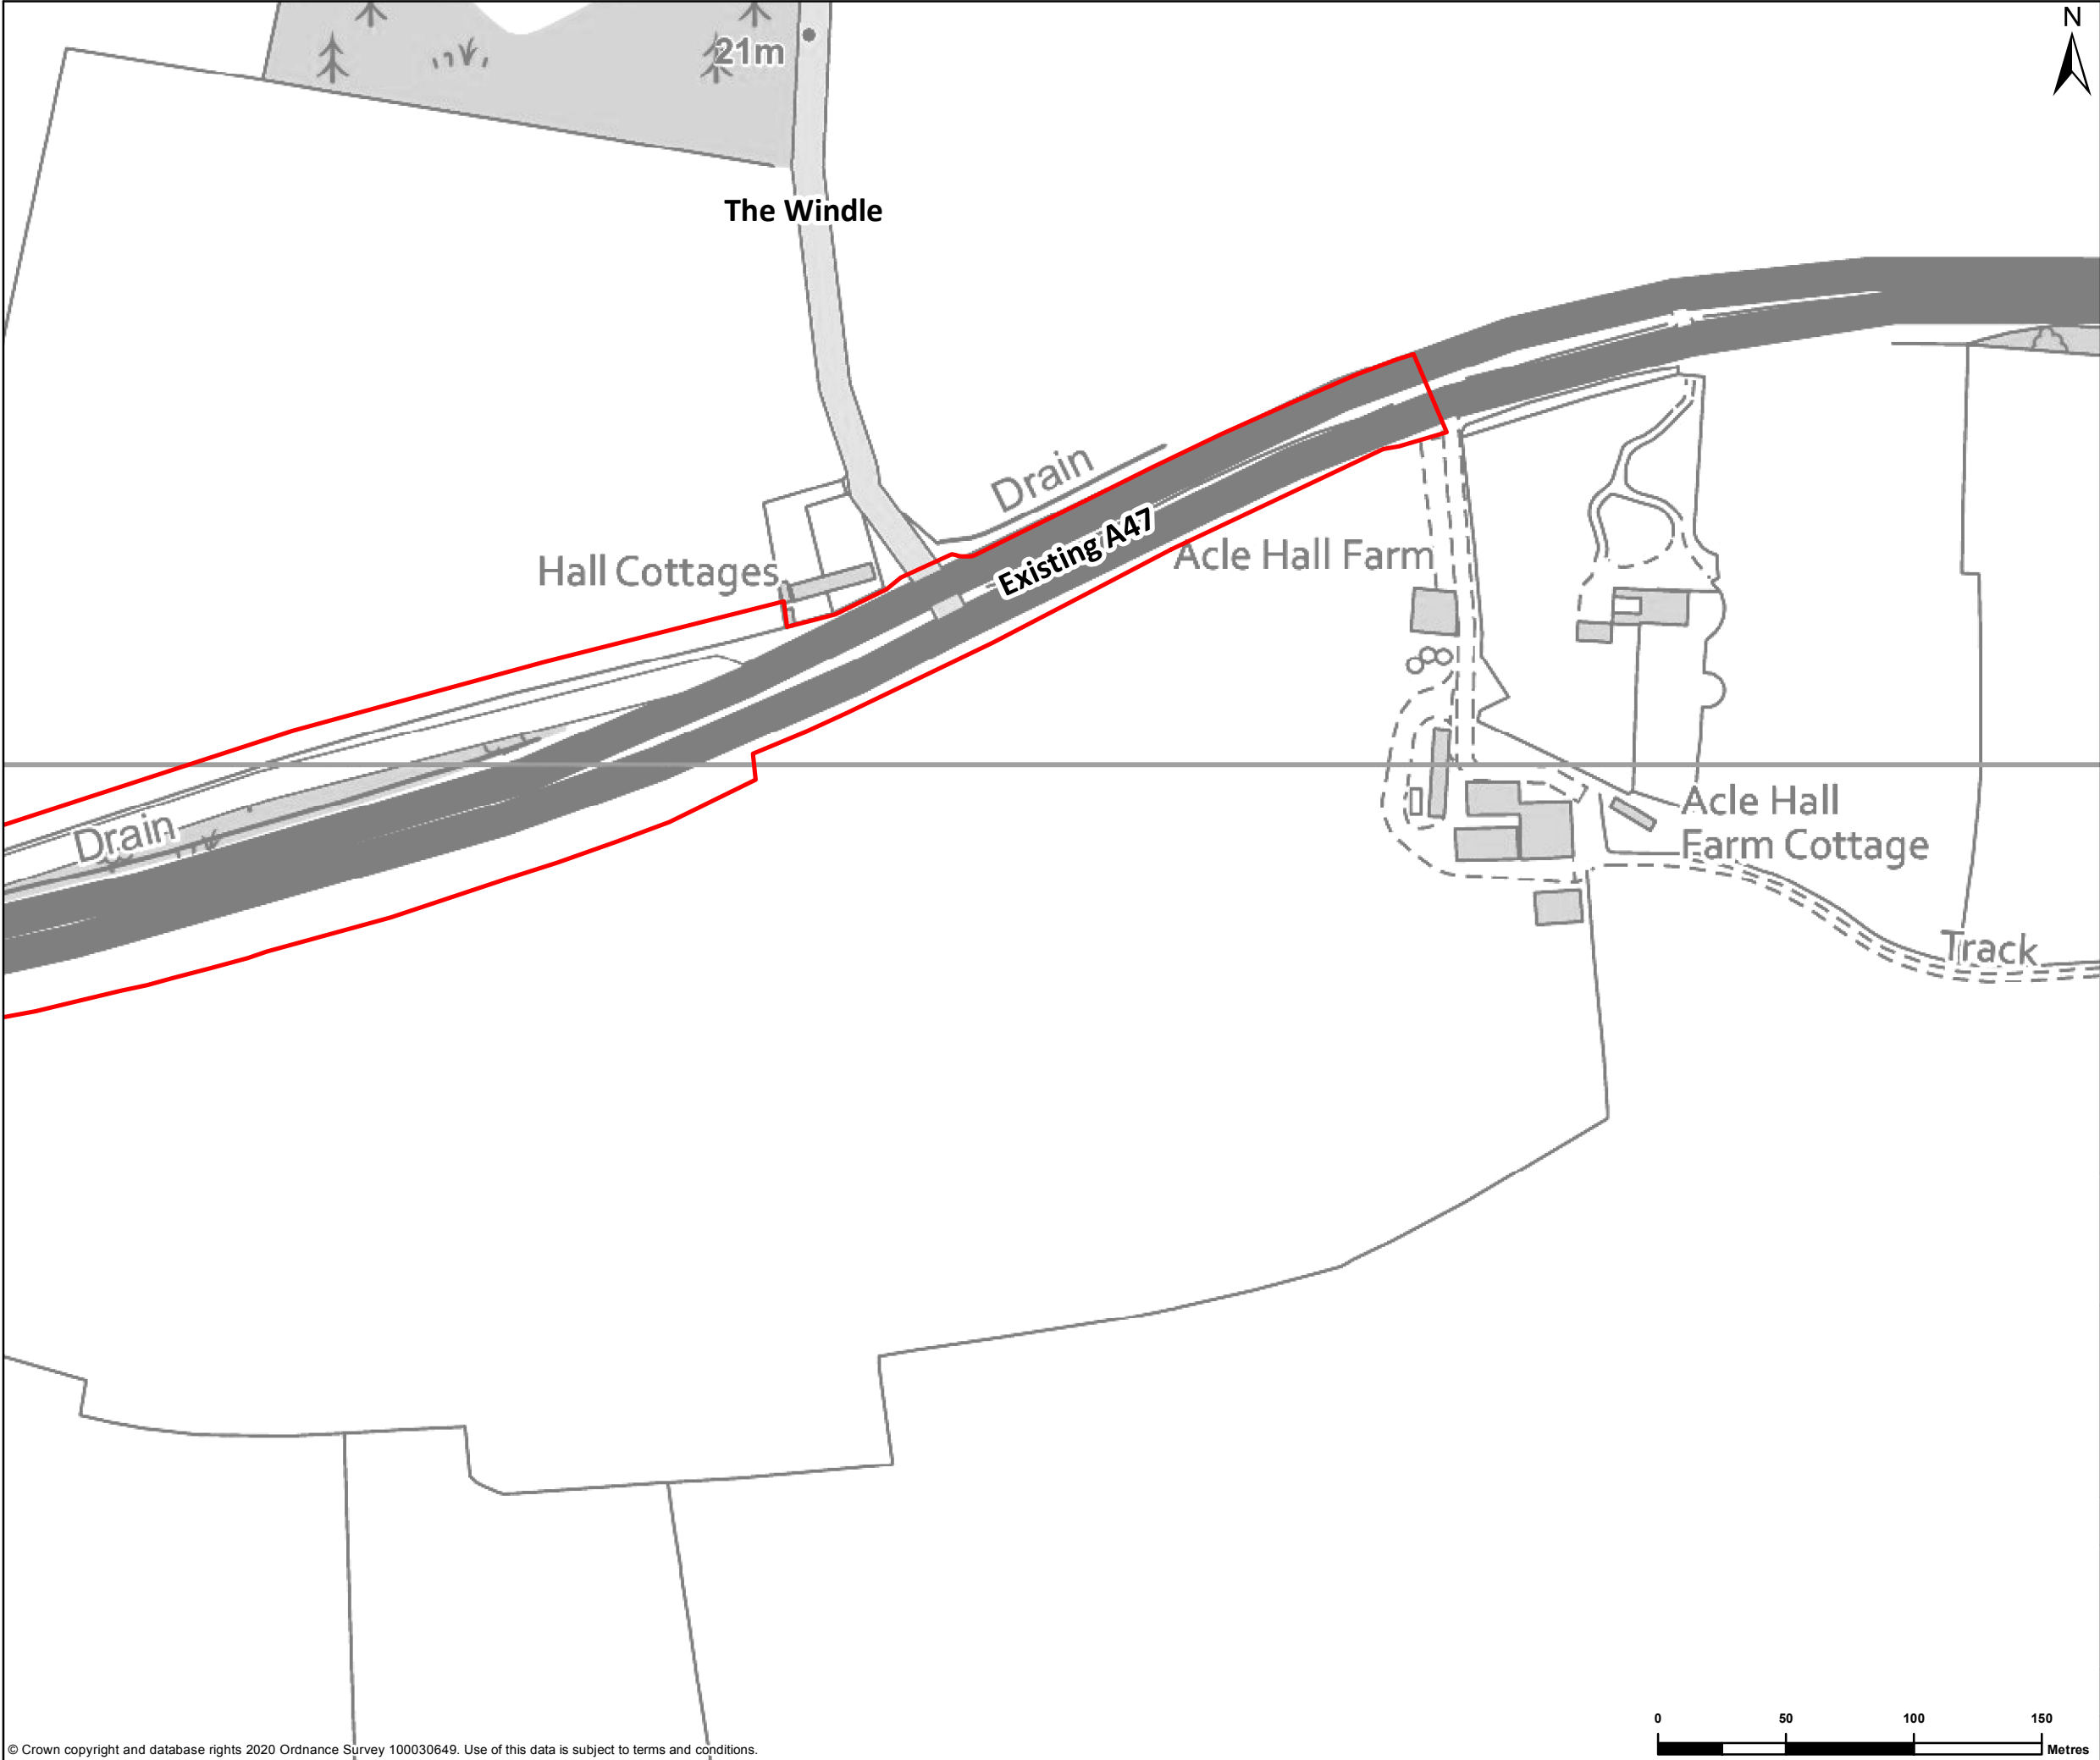 N
21m
The Windle
Drain
Existing A47
Hall Cottages
Acle Hall Farm
Drain
Acle Hall
Farm Cottage
Track
0 50 100 150
Metres
© Crown copyright and database rights 2020 Ordnance Survey 100030649. Use of this data is subject to terms and conditions.